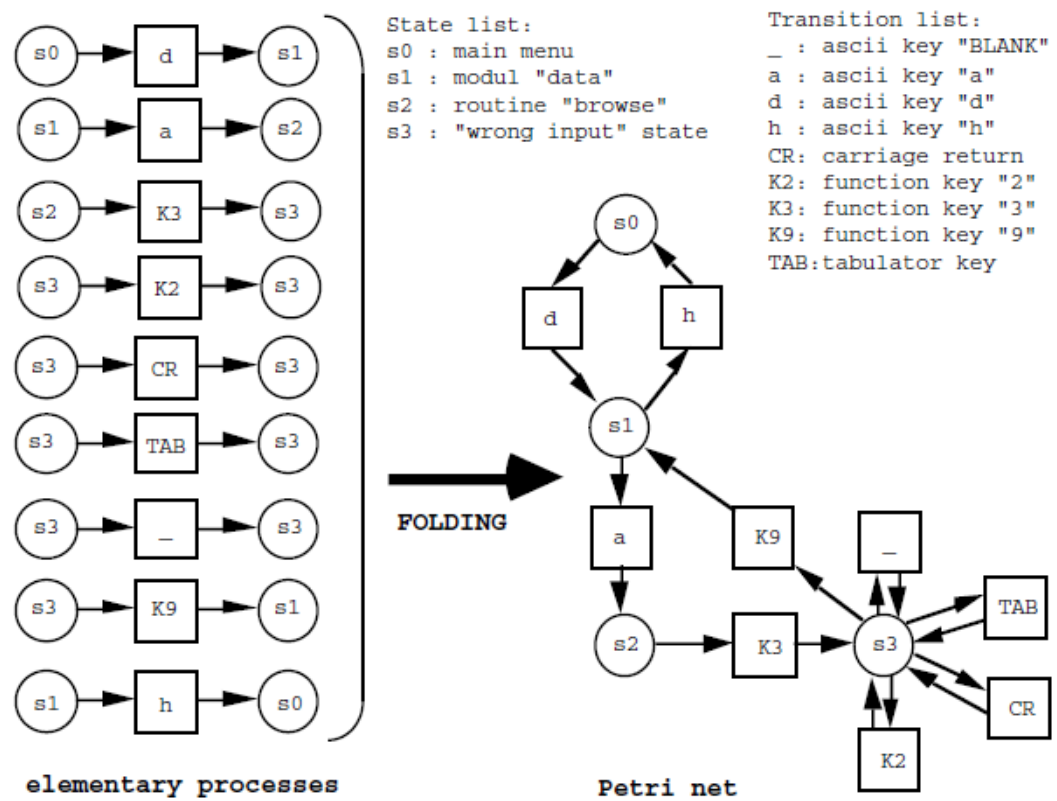 s0 d s1
s1 a s2
s2 K3 s3
s3 K2 s3
s3 CR s3
s3 TAB s3
s3 _ s3
s3 K9 s1
s1 h s0
elementary processes
State list:
s0 : main menu
s1 : modul "data"
s2 : routine "browse"
s3 : "wrong input" state
Transition list:
_ : ascii key "BLANK"
a : ascii key "a"
d : ascii key "d"
h : ascii key "h"
CR: carriage return
K2: function key "2"
K3: function key "3"
K9: function key "9"
TAB:tabulator key
FOLDING
s0
d h
s1
a K9 _
TAB
s2 K3 s3
CR
K2
Petri net